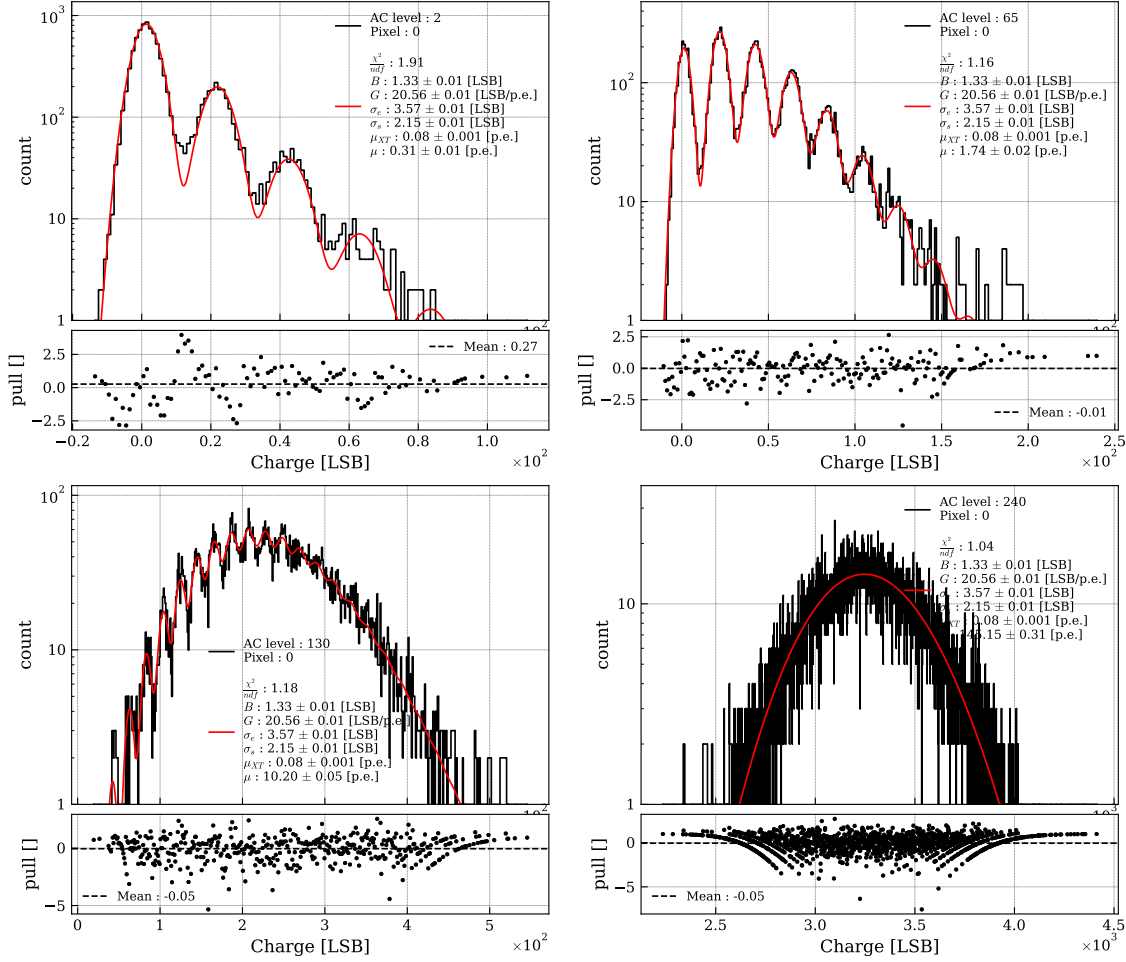 AC level : 2
Pixel : 0
χ²/ndf : 1.91
B : 1.33 ± 0.01 [LSB]
G : 20.56 ± 0.01 [LSB/p.e.]
σₑ : 3.57 ± 0.01 [LSB]
σₛ : 2.15 ± 0.01 [LSB]
μ_XT : 0.08 ± 0.001 [p.e.]
μ : 0.31 ± 0.01 [p.e.]
10³
10²
10
1
count
Mean : 0.27
2.5
0.0
−2.5
pull []
−0.2 0.0 0.2 0.4 0.6 0.8 1.0
Charge [LSB]
×10²
AC level : 65
Pixel : 0
χ²/ndf : 1.16
B : 1.33 ± 0.01 [LSB]
G : 20.56 ± 0.01 [LSB/p.e.]
σₑ : 3.57 ± 0.01 [LSB]
σₛ : 2.15 ± 0.01 [LSB]
μ_XT : 0.08 ± 0.001 [p.e.]
μ : 1.74 ± 0.02 [p.e.]
10²
10
1
count
2.5
0.0
−2.5
pull []
Mean : -0.01
0.0 0.5 1.0 1.5 2.0 2.5
Charge [LSB]
×10²
10²
10
1
count
AC level : 130
Pixel : 0
χ²/ndf : 1.18
B : 1.33 ± 0.01 [LSB]
G : 20.56 ± 0.01 [LSB/p.e.]
σₑ : 3.57 ± 0.01 [LSB]
σₛ : 2.15 ± 0.01 [LSB]
μ_XT : 0.08 ± 0.001 [p.e.]
μ : 10.20 ± 0.05 [p.e.]
0
−5
pull []
Mean : -0.05
0 1 2 3 4 5
Charge [LSB]
×10²
AC level : 240
Pixel : 0
χ²/ndf : 1.04
B : 1.33 ± 0.01 [LSB]
G : 20.56 ± 0.01 [LSB/p.e.]
: 3.57 ± 0.01 [LSB]
: 2.15 ± 0.01 [LSB]
: 0.08 ± 0.001 [p.e.]
± 0.31 [p.e.]
10
1
count
0
−5
pull []
Mean : -0.05
2.5 3.0 3.5 4.0 4.5
Charge [LSB]
×10³